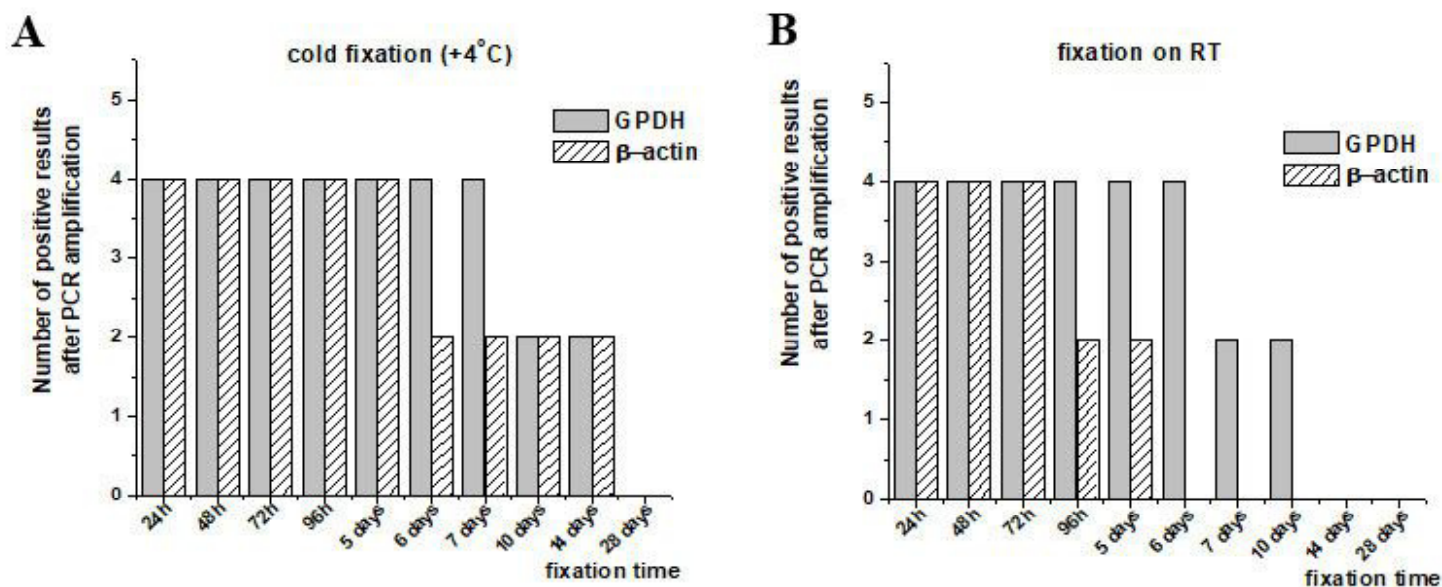 A
cold fixation (+4°C)
Number of positive results
after PCR amplification
5
4
3
2
1
0
GPDH
β–actin
24h
48h
72h
96h
5 days
6 days
7 days
10 days
14 days
28 days
fixation time
B
fixation on RT
Number of positive results
after PCR amplification
5
4
3
2
1
0
GPDH
β–actin
24h
48h
72h
96h
5 days
6 days
7 days
10 days
14 days
28 days
fixation time